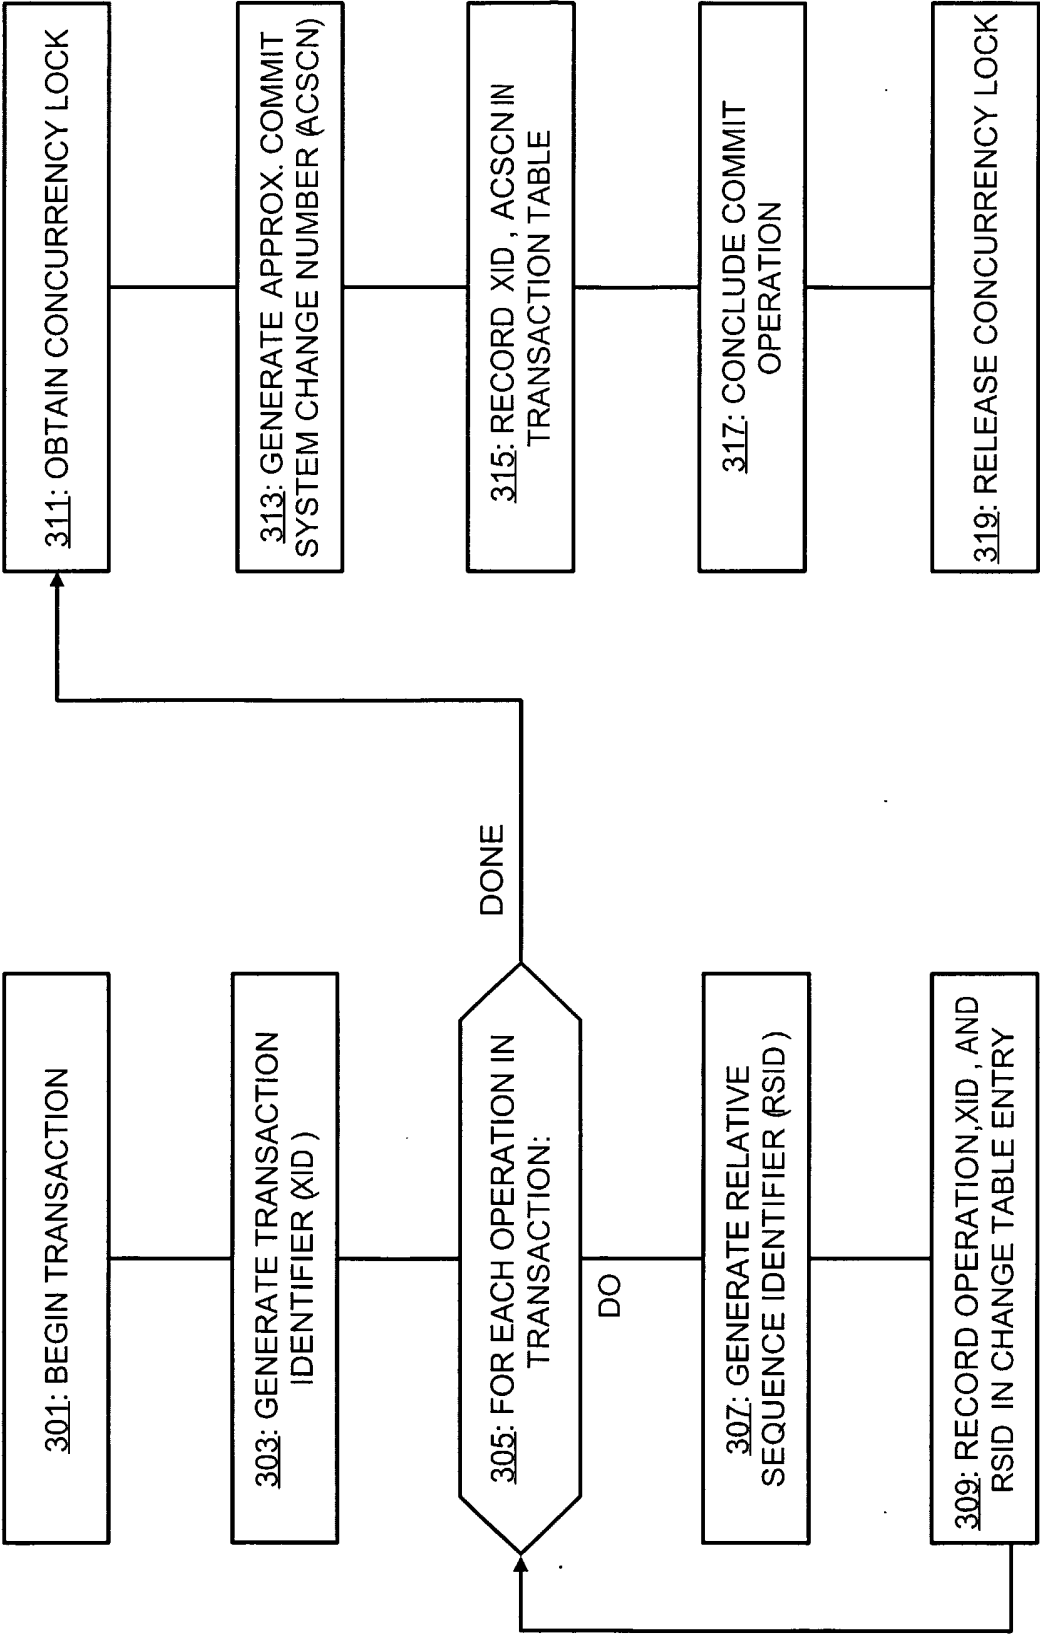 301: BEGIN TRANSACTION
303: GENERATE TRANSACTION
IDENTIFIER (XID)
305: FOR EACH OPERATION IN
TRANSACTION:
DO
DONE
307: GENERATE RELATIVE
SEQUENCE IDENTIFIER (RSID)
309: RECORD OPERATION, XID, AND
RSID IN CHANGE TABLE ENTRY
311: OBTAIN CONCURRENCY LOCK
313: GENERATE APPROX. COMMIT
SYSTEM CHANGE NUMBER (ACSCN)
315: RECORD XID, ACSCN IN
TRANSACTION TABLE
317: CONCLUDE COMMIT
OPERATION
319: RELEASE CONCURRENCY LOCK